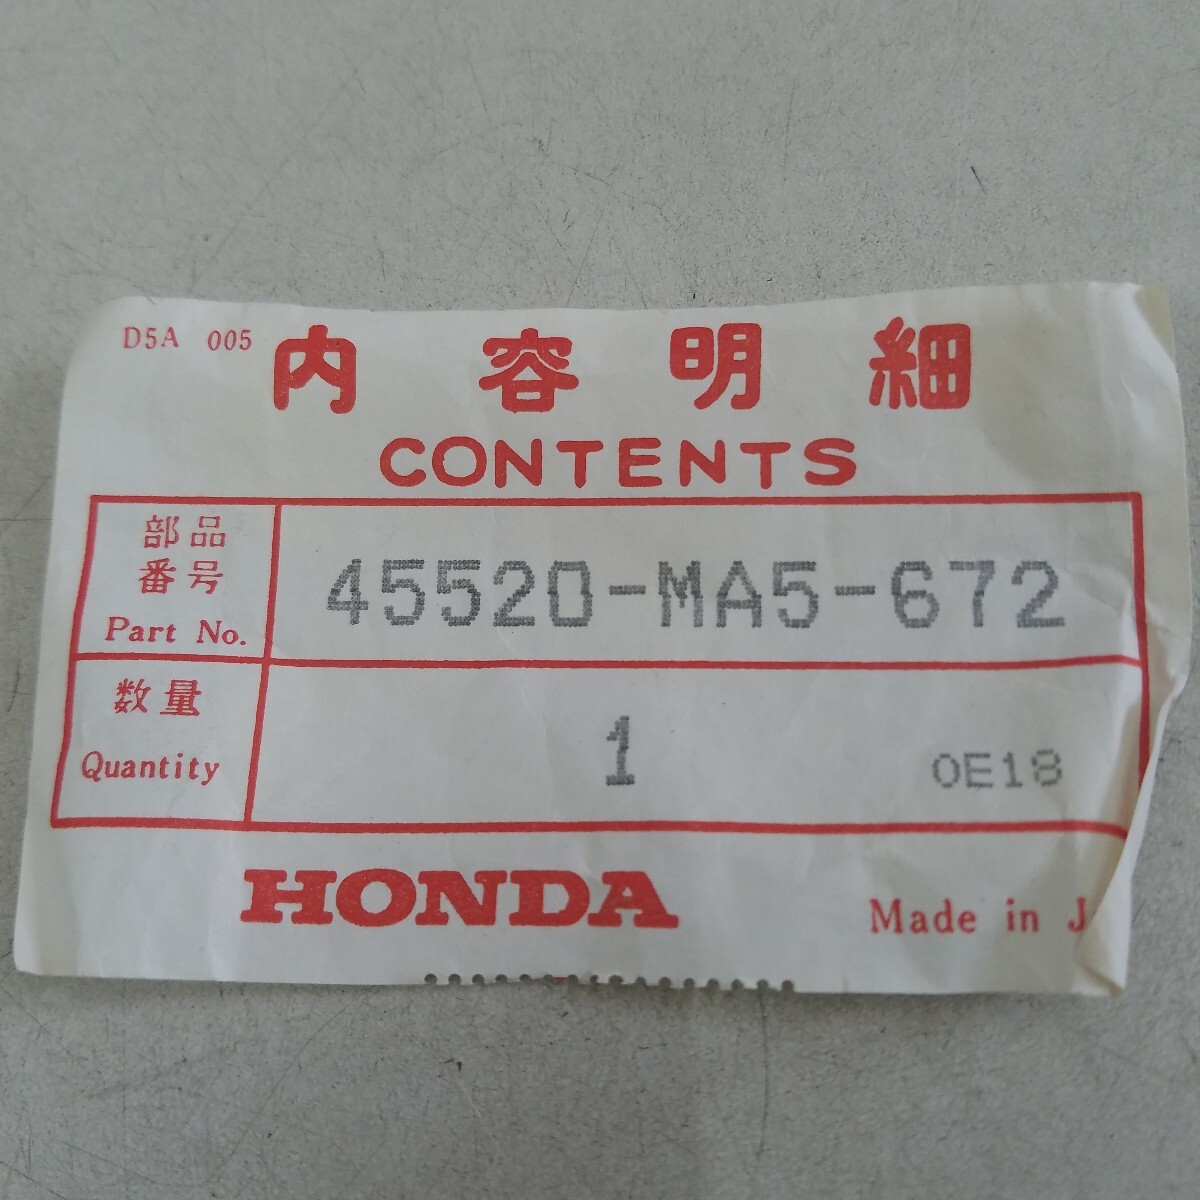 D5A 005
内容明細
CONTENTS
部品
番号
Part No.
45520-MA5-672
数量
Quantity
1
0E18
HONDA
Made in J